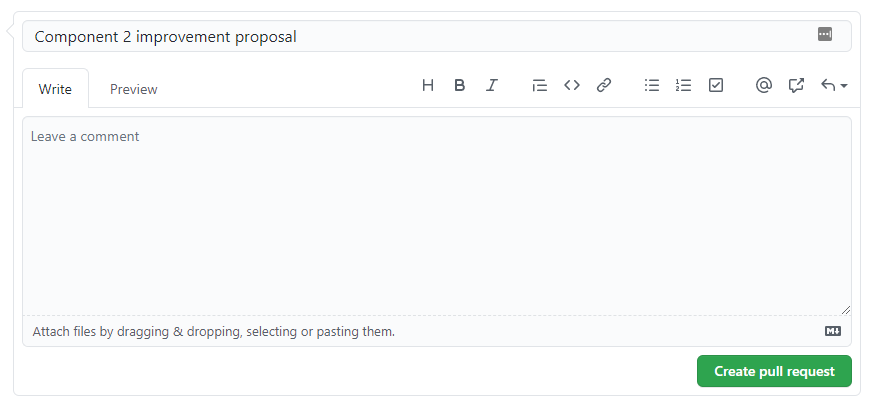 Component 2 improvement proposal
Write Preview
Leave a comment
Attach files by dragging & dropping, selecting or pasting them.
Create pull request